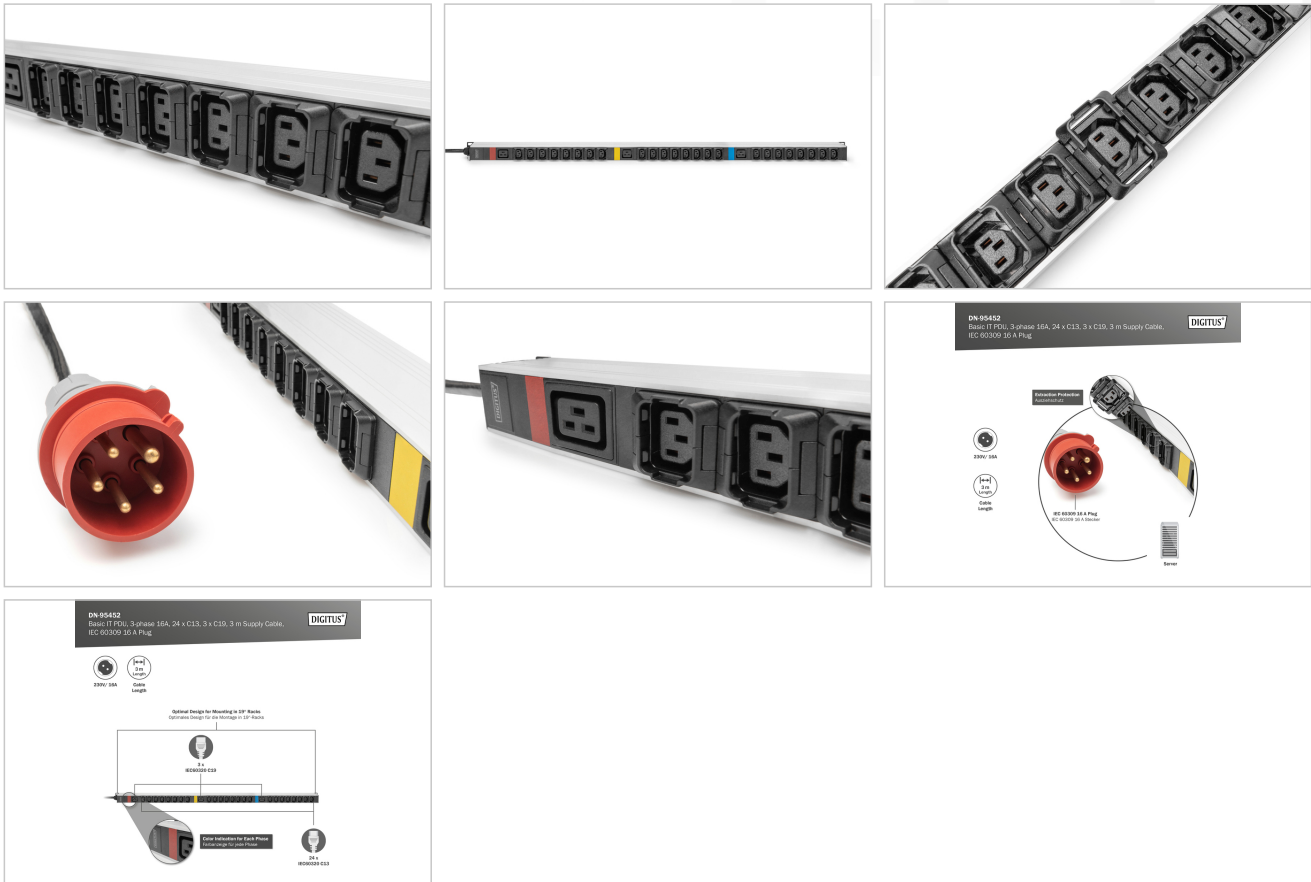 DIGITUS
DN-95452
Basic IT PDU, 3-phase 16A, 24 x C13, 3 x C19, 3 m Supply Cable,
IEC 60309 16 A Plug
DIGITUS®
Extraction Protection
Ausziehschutz
230V/ 16A
3 m
Length
Cable
Length
IEC 60309 16 A Plug
IEC 60309 16 A Stecker
Server
DN-95452
Basic IT PDU, 3-phase 16A, 24 x C13, 3 x C19, 3 m Supply Cable,
IEC 60309 16 A Plug
DIGITUS®
230V/ 16A
3 m
Length
Cable
Length
Optimal Design for Mounting in 19" Racks
Optimales Design für die Montage in 19"-Racks
3 x
IEC60320 C19
Color Indication for Each Phase
Farbanzeige für jede Phase
24 x
IEC60320 C13